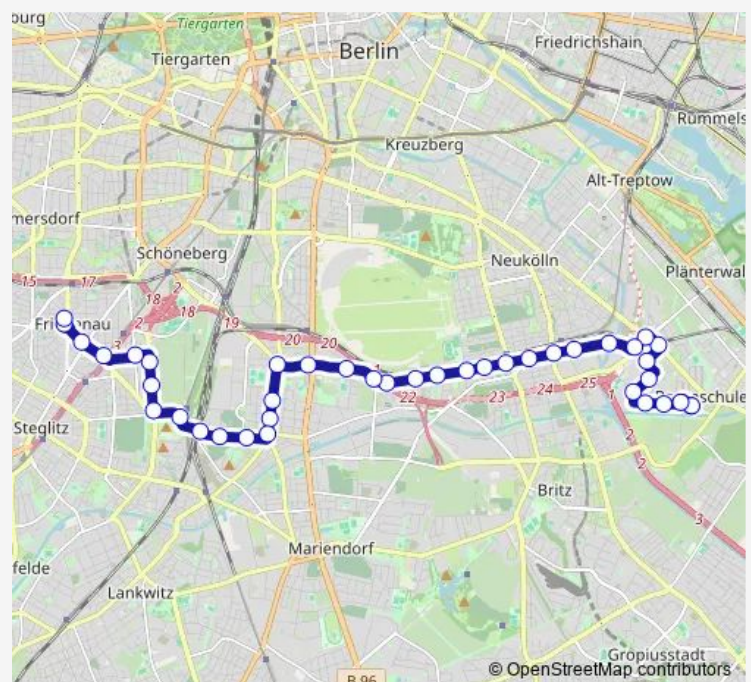 burg
Tiergarten
Tiergarten
Berlin
Friedrichshain
Rummels
Kreuzberg
Alt-Treptow
mersdorf
Schöneberg
Neukölln
Plänterwal
15
17
2
18
18
2
19
20
20
3
1
22
23
24
25
1
schule
Steglitz
2
2
Britz
3
Mariendorf
felde
Lankwitz
Gropiusstadt
B 96
© OpenStreetMap contributors